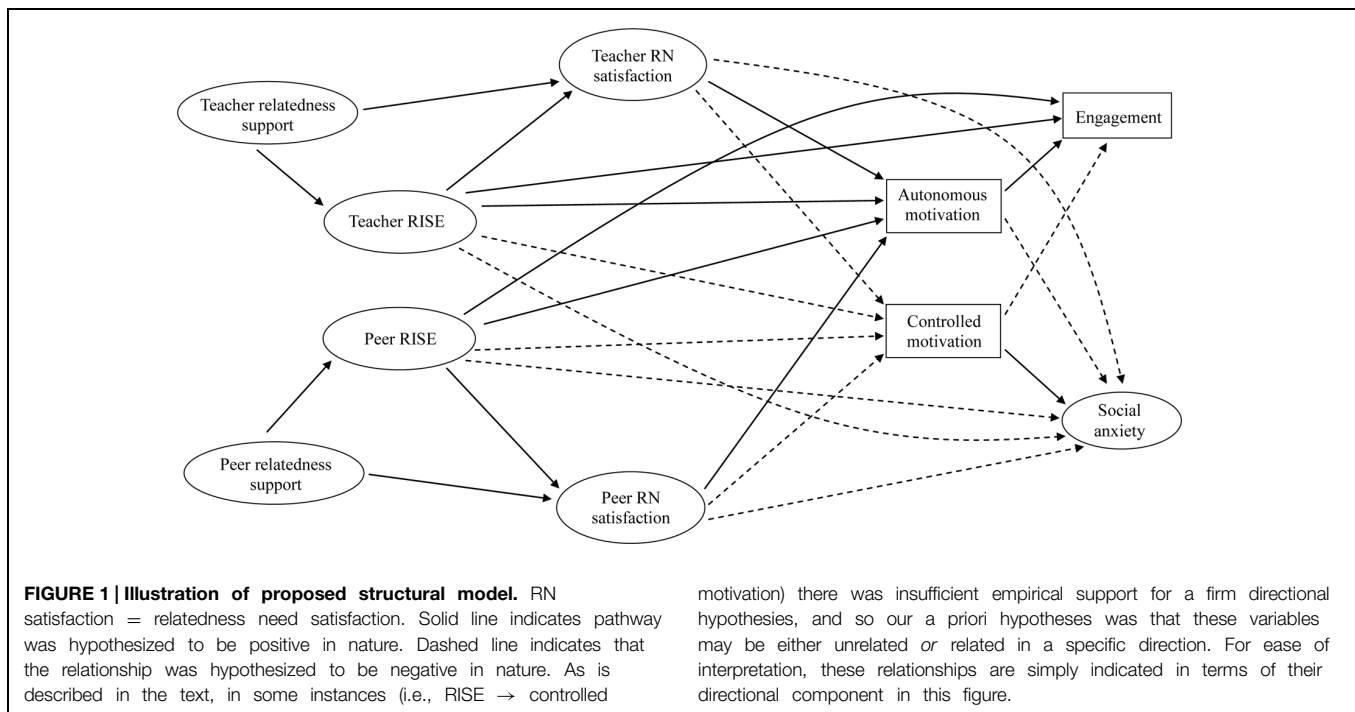 Teacher RN
satisfaction
Teacher relatedness
support
Engagement
Autonomous
motivation
Teacher RISE
Peer RISE
Controlled
motivation
Social
anxiety
Peer relatedness
support
Peer RN
satisfaction
FIGURE 1 | Illustration of proposed structural model. RN
satisfaction = relatedness need satisfaction. Solid line indicates pathway
was hypothesized to be positive in nature. Dashed line indicates that
the relationship was hypothesized to be negative in nature. As is
described in the text, in some instances (i.e., RISE → controlled
motivation) there was insufficient empirical support for a firm directional
hypothesies, and so our a priori hypotheses was that these variables
may be either unrelated or related in a specific direction. For ease of
interpretation, these relationships are simply indicated in terms of their
directional component in this figure.